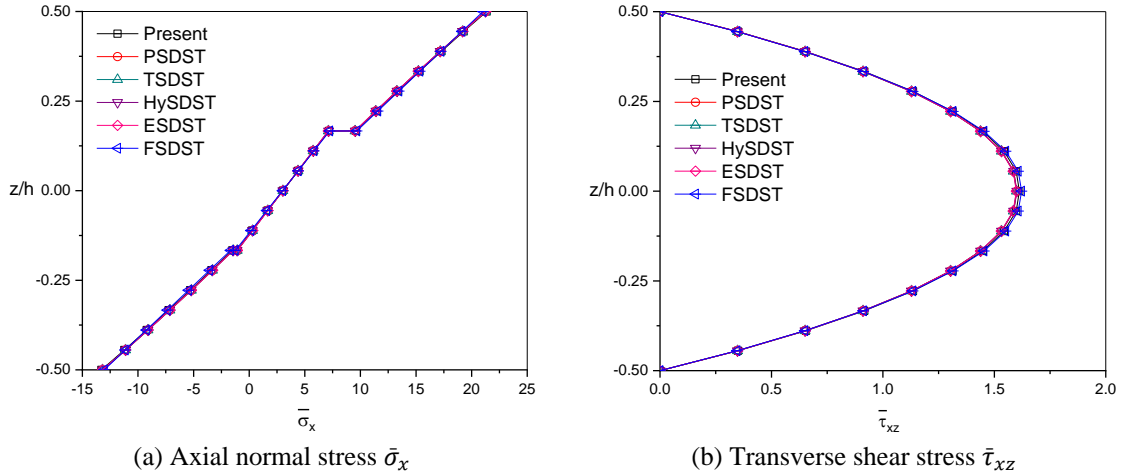 0.50
0.25
z/h 0.00
-0.25
-0.50
Present
PSDST
TSDST
HySDST
ESDST
FSDST
-15 -10 -5 0 5 10 15 20 25
σ̄x
(a) Axial normal stress σ̄x
0.50
0.25
z/h 0.00
-0.25
-0.50
Present
PSDST
TSDST
HySDST
ESDST
FSDST
0.0 0.5 1.0 1.5 2.0
τ̄xz
(b) Transverse shear stress τ̄xz